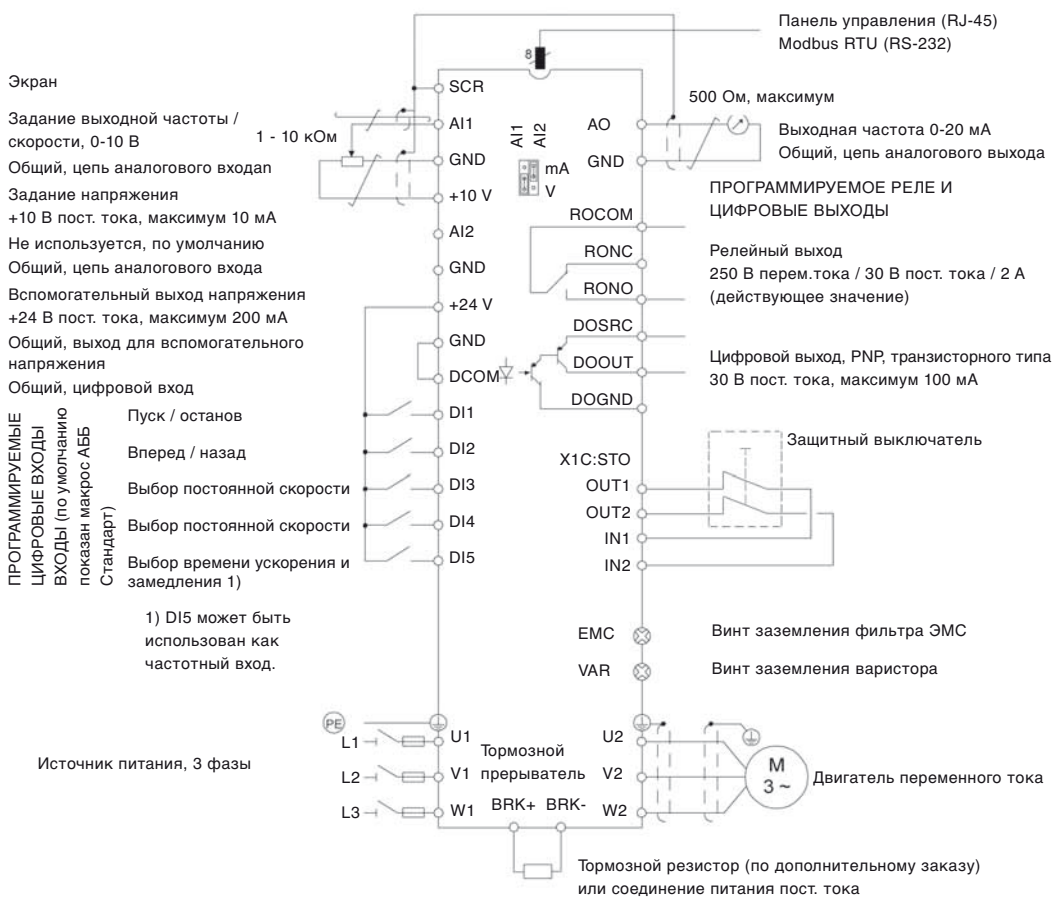 Панель управления (RJ-45)
Modbus RTU (RS-232)
8
Экран
SCR
Задание выходной частоты /
скорости, 0-10 В
1 - 10 кОм
AI1
Общий, цепь аналогового входап
GND
Задание напряжения
+10 В пост. тока, максимум 10 мА
+10 V
Не используется, по умолчанию
AI2
Общий, цепь аналогового входа
GND
Вспомогательный выход напряжения
+24 В пост. тока, максимум 200 мА
+24 V
Общий, выход для вспомогательного
напряжения
GND
Общий, цифровой вход
DCOM
ПРОГРАММИРУЕМЫЕ
ЦИФРОВЫЕ ВХОДЫ
ВХОДЫ (по умолчанию
показан макрос АББ
Стандарт)
Пуск / останов
DI1
Вперед / назад
DI2
Выбор постоянной скорости
DI3
Выбор постоянной скорости
DI4
Выбор времени ускорения и
замедления 1)
DI5
1) DI5 может быть
использован как
частотный вход.
AI1
AI2
mA
V
500 Ом, максимум
AO
Выходная частота 0-20 мА
GND
Общий, цепь аналогового выхода
ПРОГРАММИРУЕМОЕ РЕЛЕ И
ЦИФРОВЫЕ ВЫХОДЫ
ROCOM
RONC
RONO
Релейный выход
250 В перем.тока / 30 В пост. тока / 2 А
(действующее значение)
DOSRC
DOOUT
DOGND
Цифровой выход, PNP, транзисторного типа
30 В пост. тока, максимум 100 мА
Защитный выключатель
X1C:STO
OUT1
OUT2
IN1
IN2
EMC
Винт заземления фильтра ЭМС
VAR
Винт заземления варистора
PE
Источник питания, 3 фазы
L1
L2
L3
U1
V1
W1
Тормозной
прерыватель
BRK+ BRK-
U2
V2
W2
M
3 ~
Двигатель переменного тока
Тормозной резистор (по дополнительному заказу)
или соединение питания пост. тока